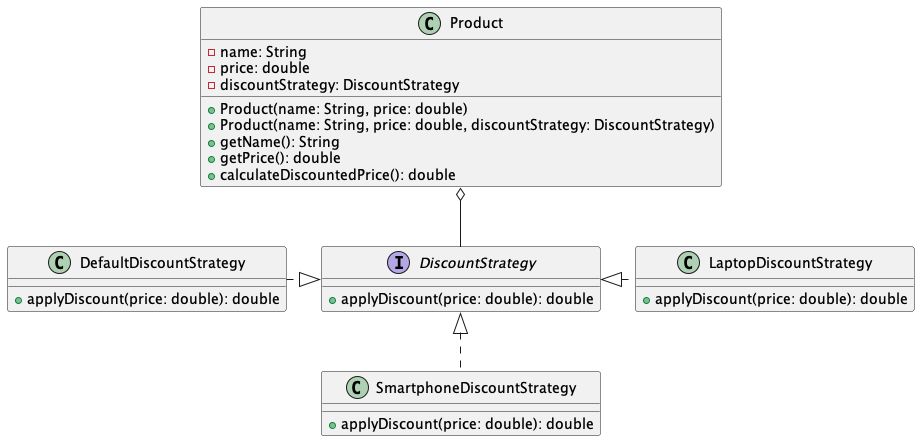 C Product
name: String
price: double
discountStrategy: DiscountStrategy
Product(name: String, price: double)
Product(name: String, price: double, discountStrategy: DiscountStrategy)
getName(): String
getPrice(): double
calculateDiscountedPrice(): double
C DefaultDiscountStrategy
applyDiscount(price: double): double
I DiscountStrategy
applyDiscount(price: double): double
C LaptopDiscountStrategy
applyDiscount(price: double): double
C SmartphoneDiscountStrategy
applyDiscount(price: double): double